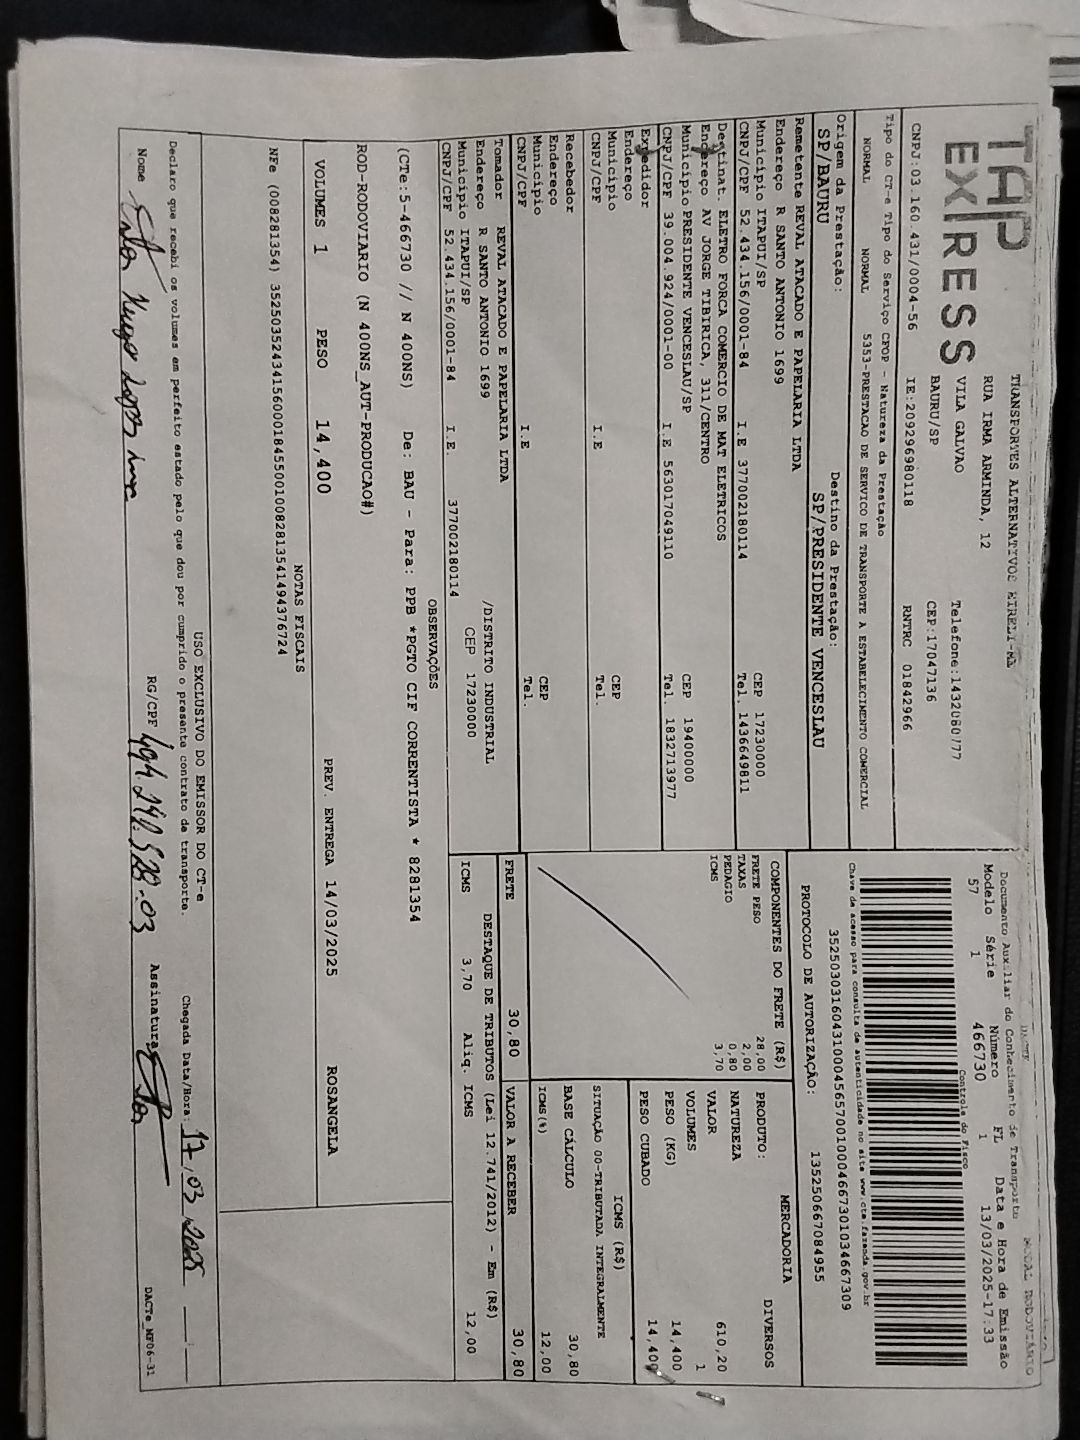 TAP
EXPRESS
TRANSPORTES ALTERNATIVOS EIRELI-ME
RUA IRMA ARMINDA, 12 Telefone:1432080777
VILA GALVAO CEP:17047136
BAURU/SP
CNPJ:03.160.431/0004-56 IE:209296980118 RNTRC 01842966
Tipo do CT-e Tipo do Serviço CFOP - Natureza da Prestação
NORMAL NORMAL 5353-PRESTACAO DE SERVICO DE TRANSPORTE A ESTABELECIMENTO COMERCIAL
Origem da Prestação: Destino da Prestação:
SP/BAURU SP/PRESIDENTE VENCESLAU
Remetente REVAL ATACADO E PAPELARIA LTDA
Endereço R SANTO ANTONIO 1699
Município ITAPUI/SP CEP 17230000
CNPJ/CPF 52.434.156/0001-84 I.E 377002180114 Tel. 1436649811
Destinat. ELETRO FORCA COMERCIO DE MAT ELETRICOS
Endereço AV JORGE TIBIRICA, 311/CENTRO
Município PRESIDENTE VENCESLAU/SP CEP 19400000
CNPJ/CPF 39.004.924/0001-00 I.E 563017049110 Tel. 1832713977
Expedidor
Endereço
Município CEP
CNPJ/CPF I.E Tel.
Recebedor
Endereço
Município CEP
CNPJ/CPF I.E Tel.
Tomador REVAL ATACADO E PAPELARIA LTDA
Endereço R SANTO ANTONIO 1699 /DISTRITO INDUSTRIAL
Município ITAPUI/SP CEP 17230000
CNPJ/CPF 52.434.156/0001-84 I.E. 377002180114
DACTE MODAL RODOVIÁRIO
Documento Auxiliar do Conhecimento de Transporte
Modelo Série Número FL Data e Hora de Emissão
57 1 466730 1 13/03/2025-17:33
Controle do Fisco
Chave de acesso para consulta de autenticidade no site www.cte.fazenda.gov.br
35250303160431000456570010004667301034667309
PROTOCOLO DE AUTORIZAÇÃO: 135250667084955
COMPONENTES DO FRETE (R$)
FRETE PESO 28,00
TAXAS 2,00
PEDAGIO 0,80
ICMS 3,70
MERCADORIA
PRODUTO: DIVERSOS
NATUREZA
VALOR 610,20
VOLUMES 1
PESO (KG) 14,400
PESO CUBADO 14,400
ICMS (R$)
SITUAÇÃO 00-TRIBUTADA INTEGRALMENTE
BASE CÁLCULO 30,80
ICMS(%) 12,00
FRETE 30,80 VALOR A RECEBER 30,80
DESTAQUE DE TRIBUTOS (Lei 12.741/2012) - Em (R$)
ICMS 3,70 Aliq. ICMS 12,00
OBSERVAÇÕES
(CTe:5-466730 // N 400NS) De: BAU - Para: PPB *PGTO CIF CORRENTISTA * 8281354
ROD-RODOVIARIO (N 400NS_AUT-PRODUCAO#)
VOLUMES 1 PESO 14,400 PREV. ENTREGA 14/03/2025 ROSANGELA
NOTAS FISCAIS
NFe (008281354) 35250352434156000184550010082813541494376724
USO EXCLUSIVO DO EMISSOR DO CT-e
Declaro que recebi os volumes em perfeito estado pelo que dou por cumprido o presente contrato de transporte. Chegada Data/Hora: 17/03/2025 __:__
Nome RG/CPF Assinatura
DACTe_NF06-31